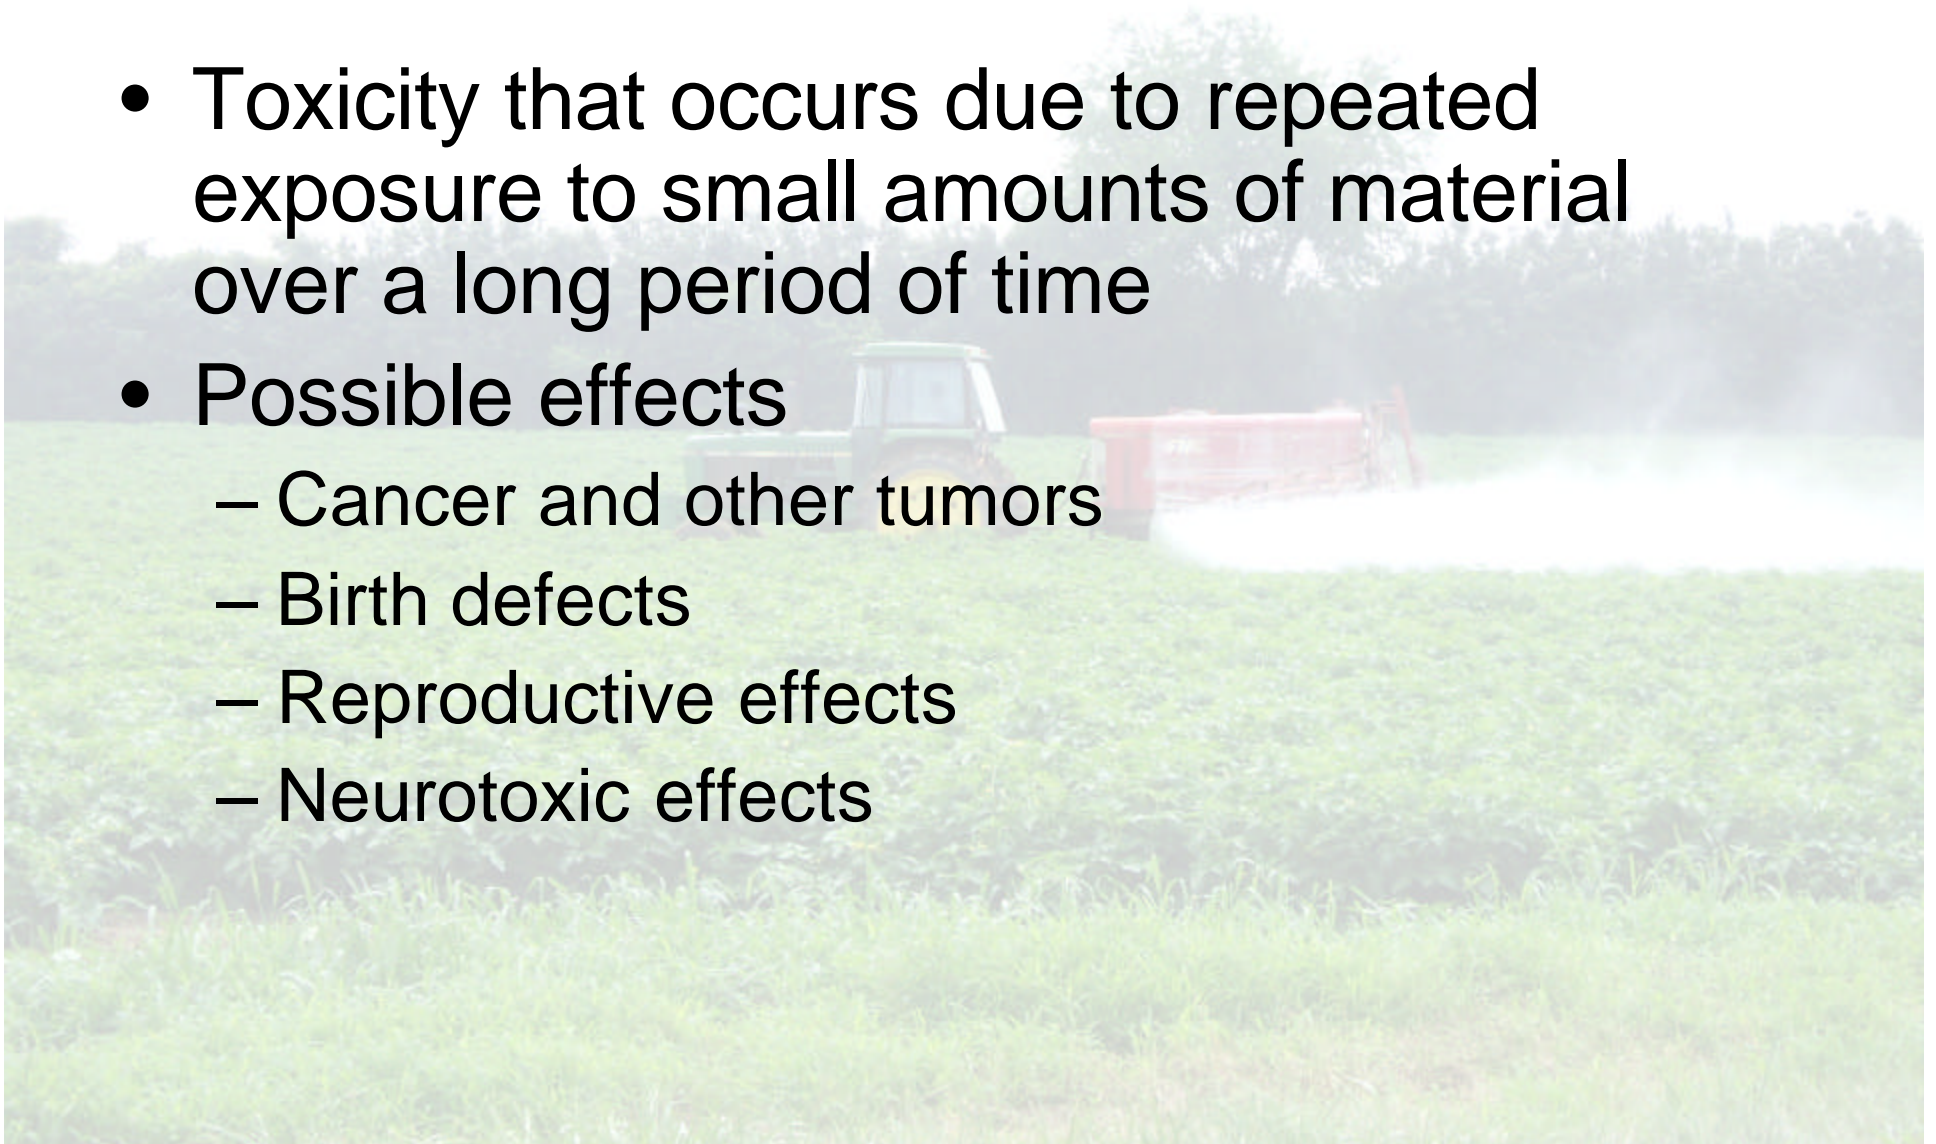 • Toxicity that occurs due to repeated
exposure to small amounts of material
over a long period of time
• Possible effects
– Cancer and other tumors
– Birth defects
– Reproductive effects
– Neurotoxic effects